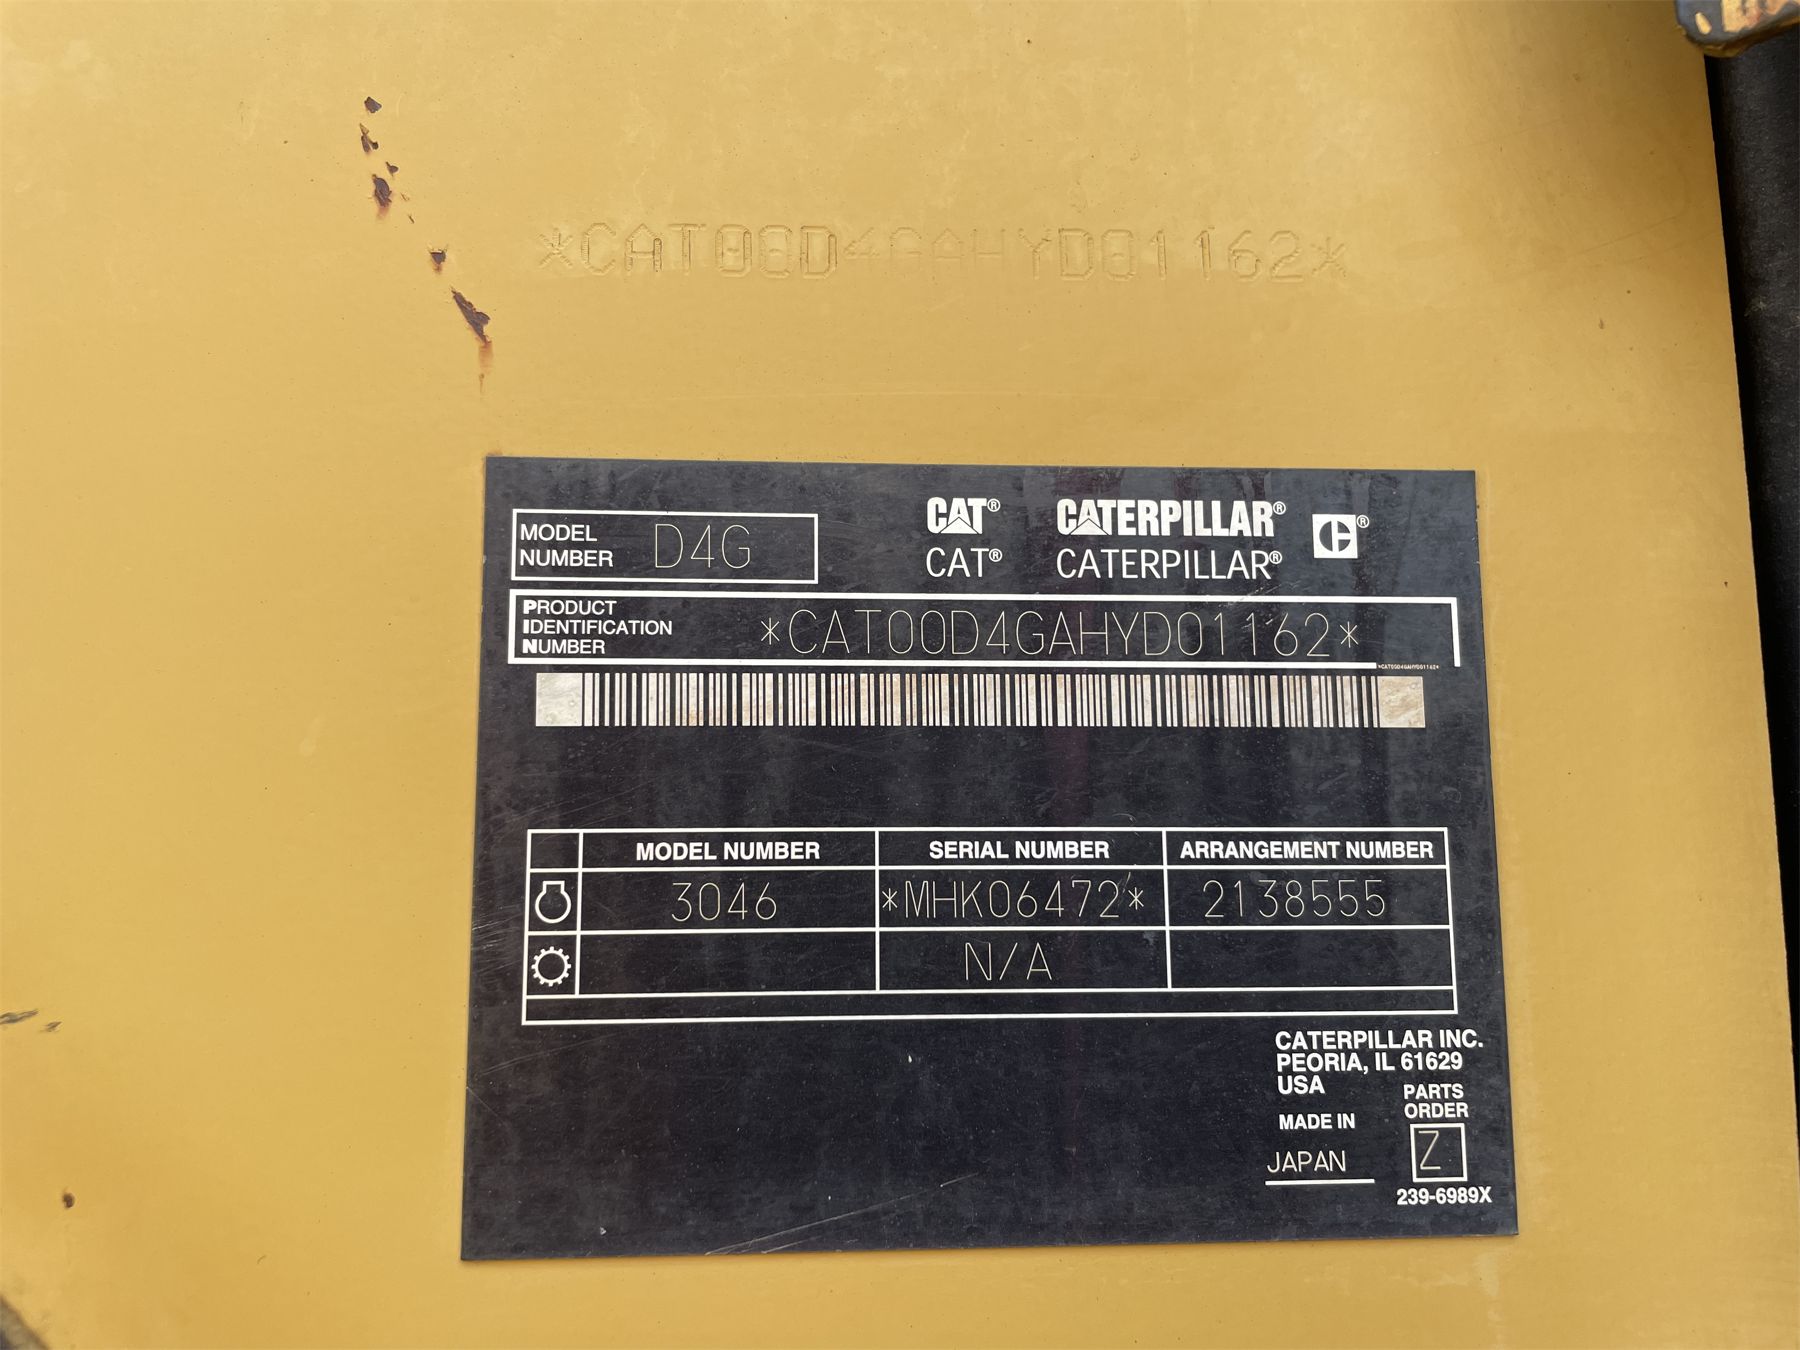 *CAT00D4GAHYD01162*
CAT® CATERPILLAR® C®
CAT® CATERPILLAR®
MODEL NUMBER D4G
PRODUCT IDENTIFICATION NUMBER *CAT00D4GAHYD01162*
*CAT00D4GAHYD01162*
MODEL NUMBER SERIAL NUMBER ARRANGEMENT NUMBER
3046 *MHK06472* 2138555
N/A
CATERPILLAR INC.
PEORIA, IL 61629
USA
PARTS ORDER
MADE IN
JAPAN
Z
239-6989X